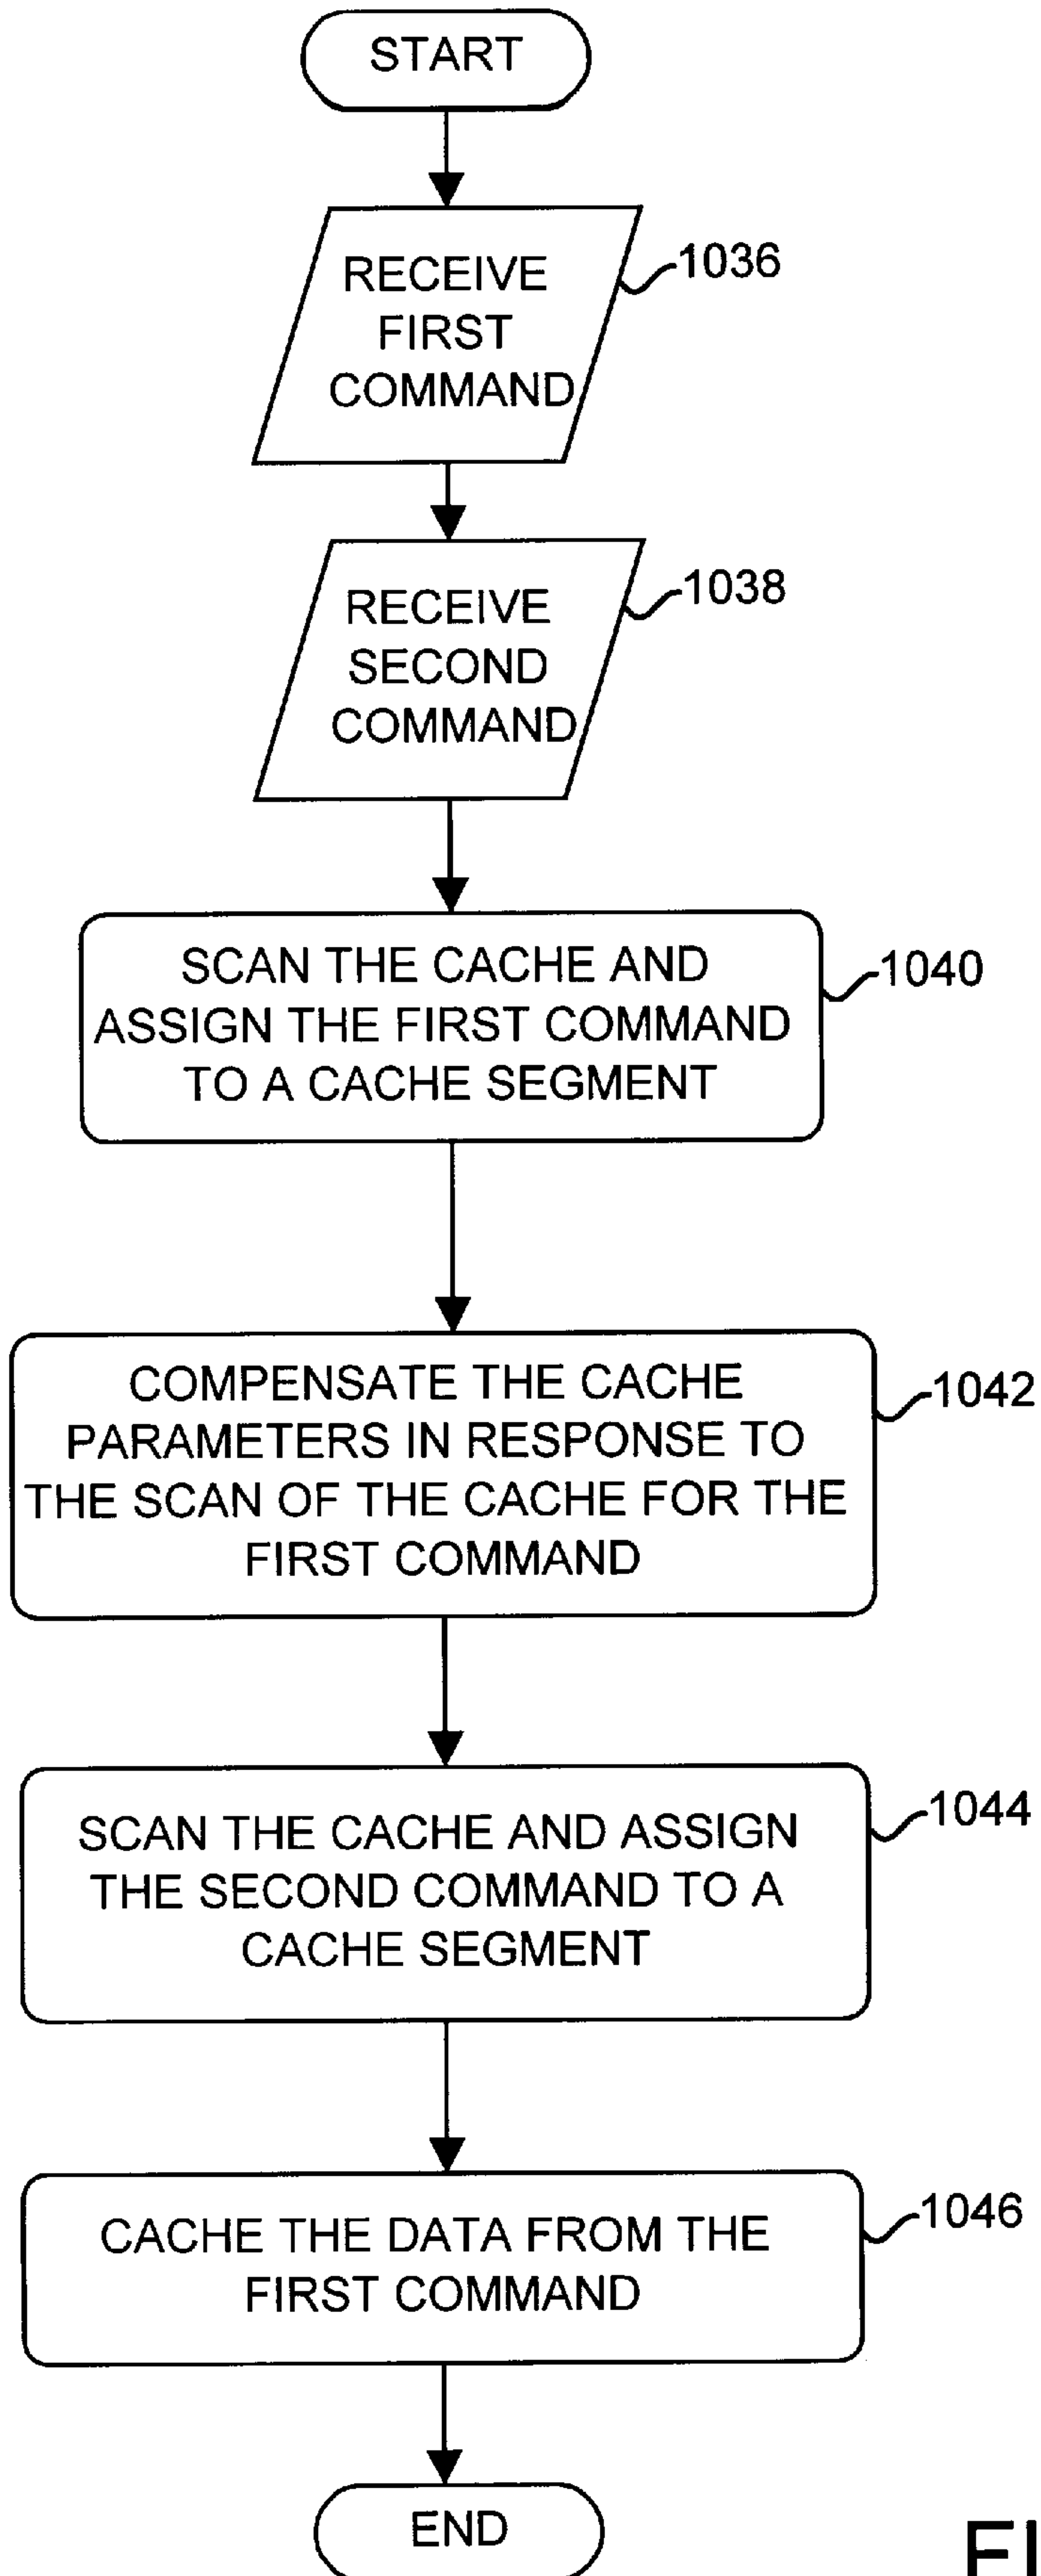 START
RECEIVE
FIRST
COMMAND
1036
RECEIVE
SECOND
COMMAND
1038
SCAN THE CACHE AND
ASSIGN THE FIRST COMMAND
TO A CACHE SEGMENT
1040
COMPENSATE THE CACHE
PARAMETERS IN RESPONSE TO
THE SCAN OF THE CACHE FOR THE
FIRST COMMAND
1042
SCAN THE CACHE AND ASSIGN
THE SECOND COMMAND TO A
CACHE SEGMENT
1044
CACHE THE DATA FROM THE
FIRST COMMAND
1046
END